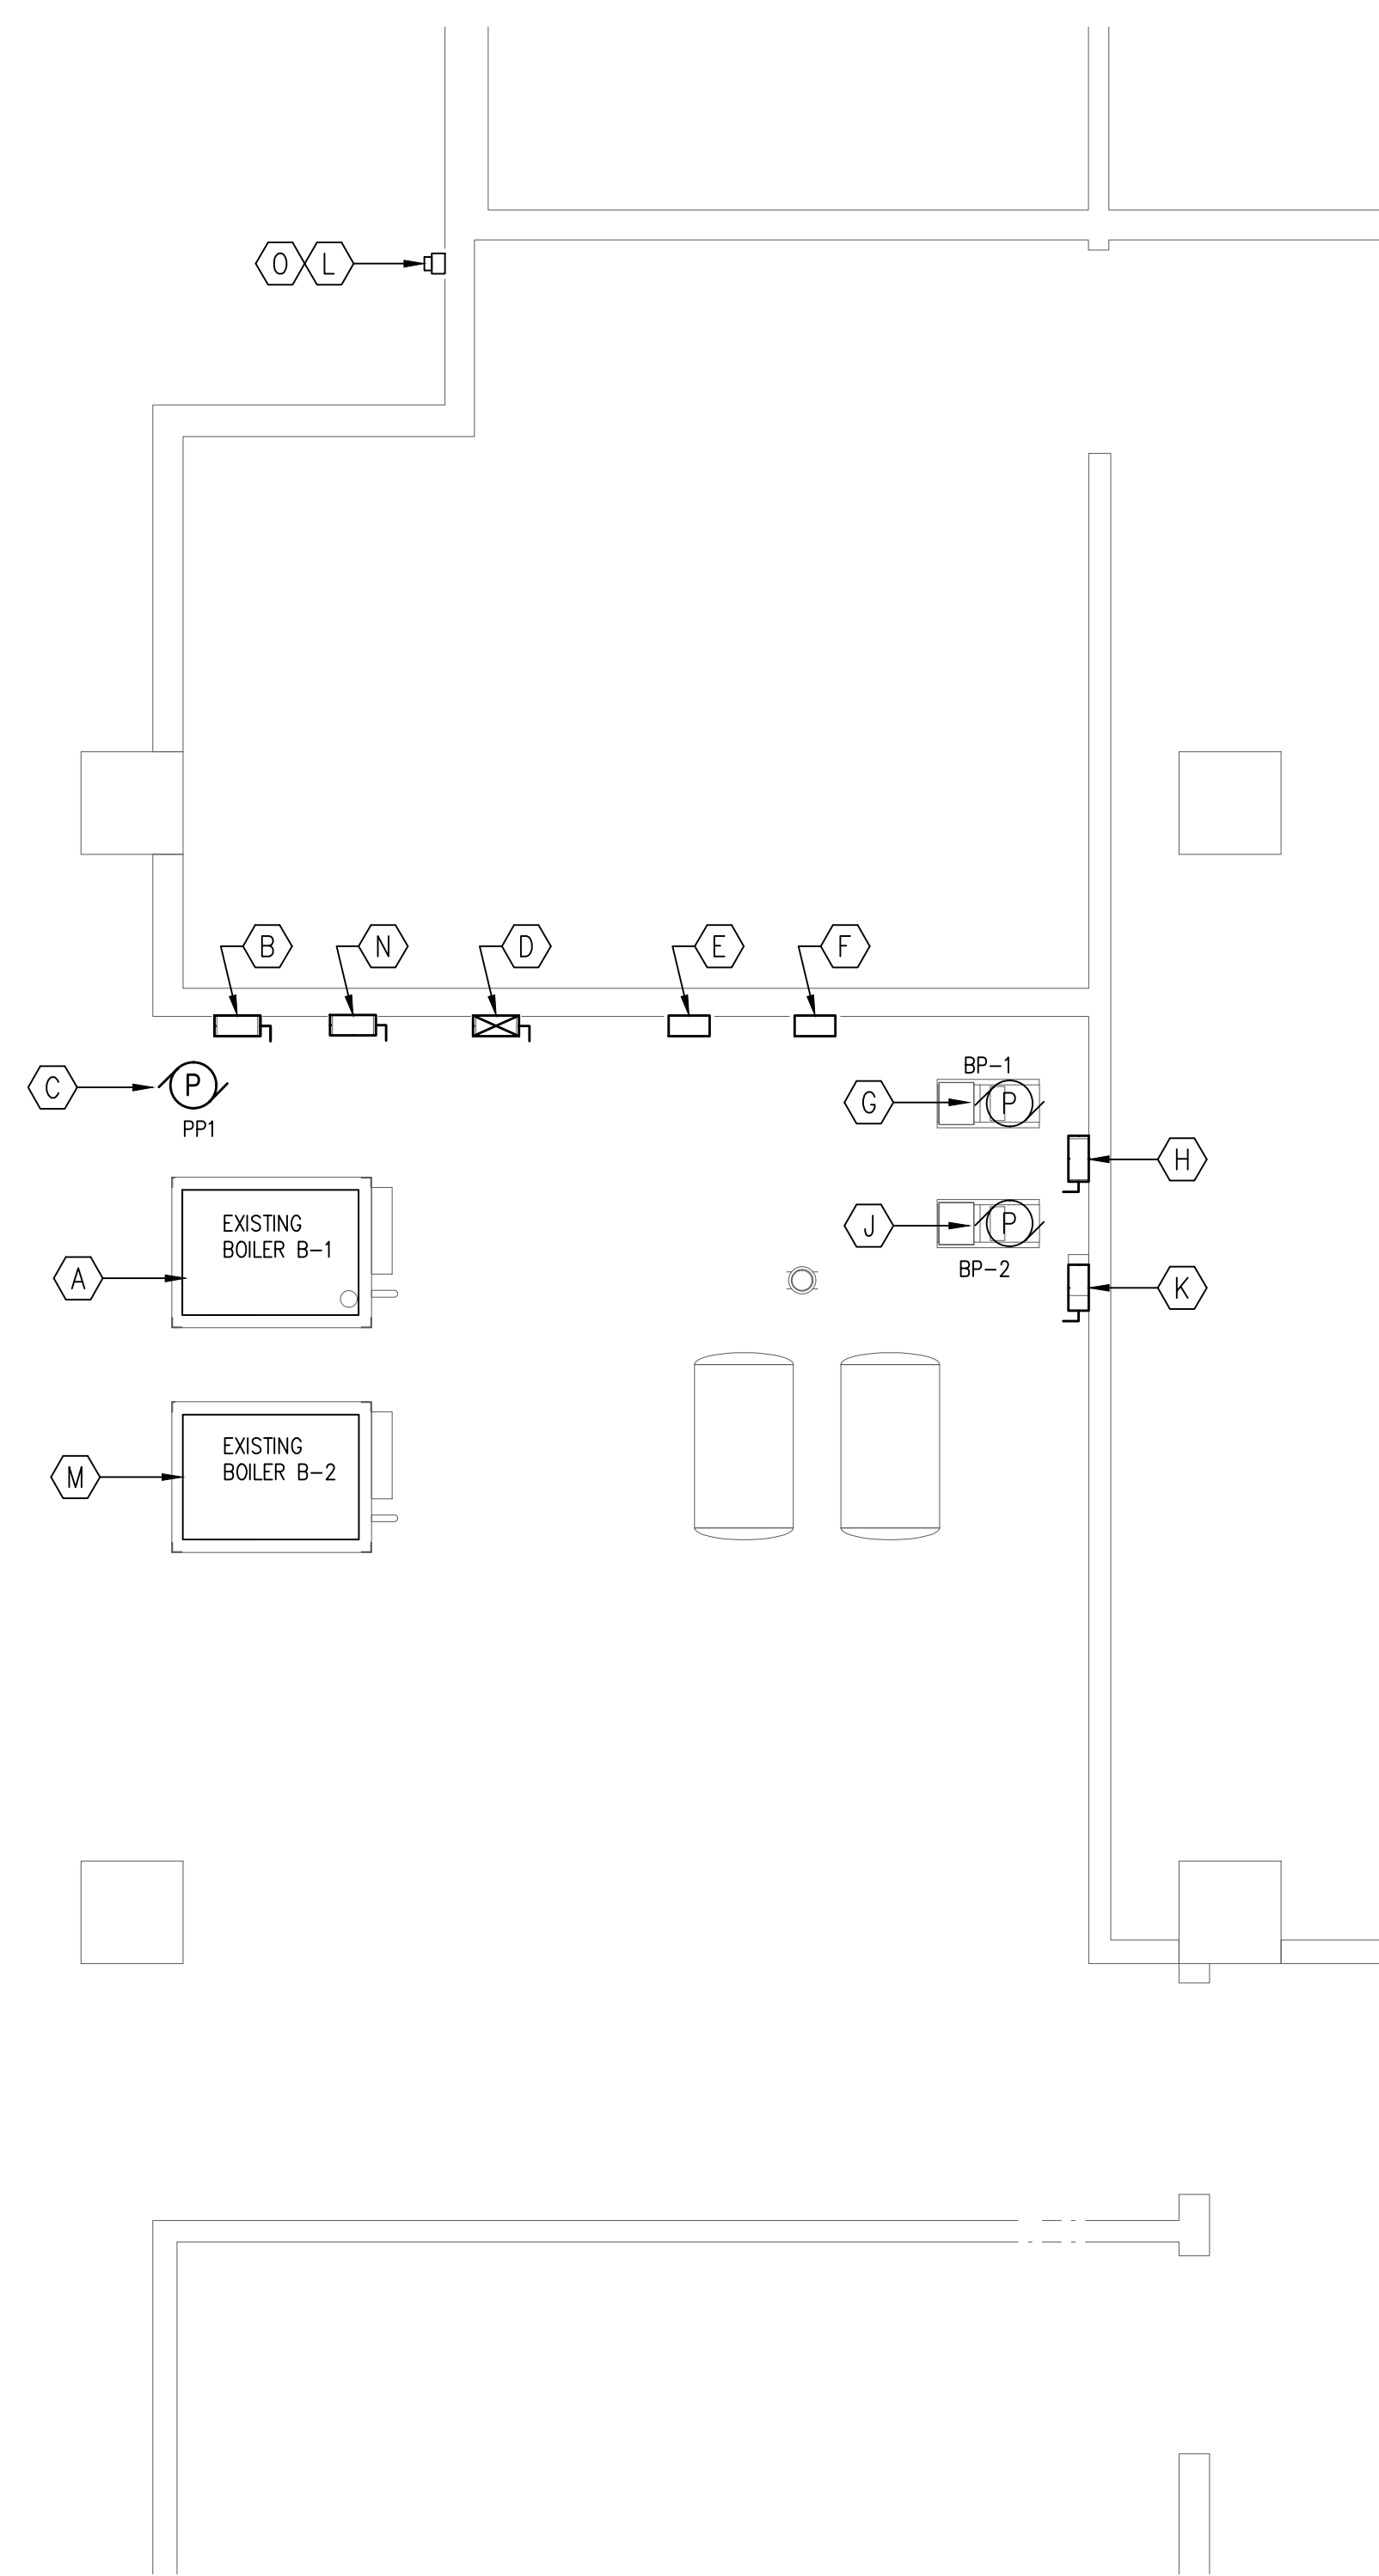 O L
B N D E F
C P
PP1
BP-1
G P
H
J P
BP-2
EXISTING
BOILER B-1
A
K
EXISTING
BOILER B-2
M